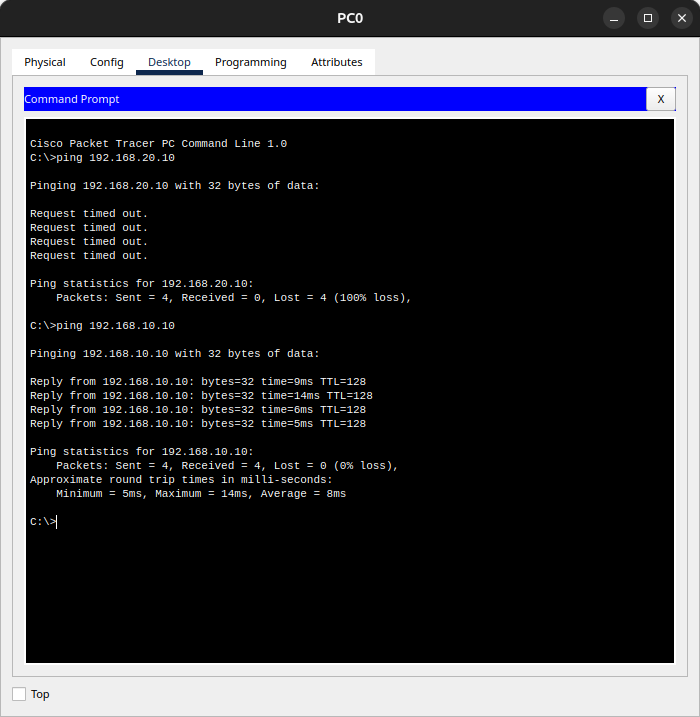 PC0
Physical Config Desktop Programming Attributes
Command Prompt X
Cisco Packet Tracer PC Command Line 1.0
C:\>ping 192.168.20.10
Pinging 192.168.20.10 with 32 bytes of data:
Request timed out.
Request timed out.
Request timed out.
Request timed out.
Ping statistics for 192.168.20.10:
    Packets: Sent = 4, Received = 0, Lost = 4 (100% loss),
C:\>ping 192.168.10.10
Pinging 192.168.10.10 with 32 bytes of data:
Reply from 192.168.10.10: bytes=32 time=9ms TTL=128
Reply from 192.168.10.10: bytes=32 time=14ms TTL=128
Reply from 192.168.10.10: bytes=32 time=6ms TTL=128
Reply from 192.168.10.10: bytes=32 time=5ms TTL=128
Ping statistics for 192.168.10.10:
    Packets: Sent = 4, Received = 4, Lost = 0 (0% loss),
Approximate round trip times in milli-seconds:
    Minimum = 5ms, Maximum = 14ms, Average = 8ms
C:\>
Top